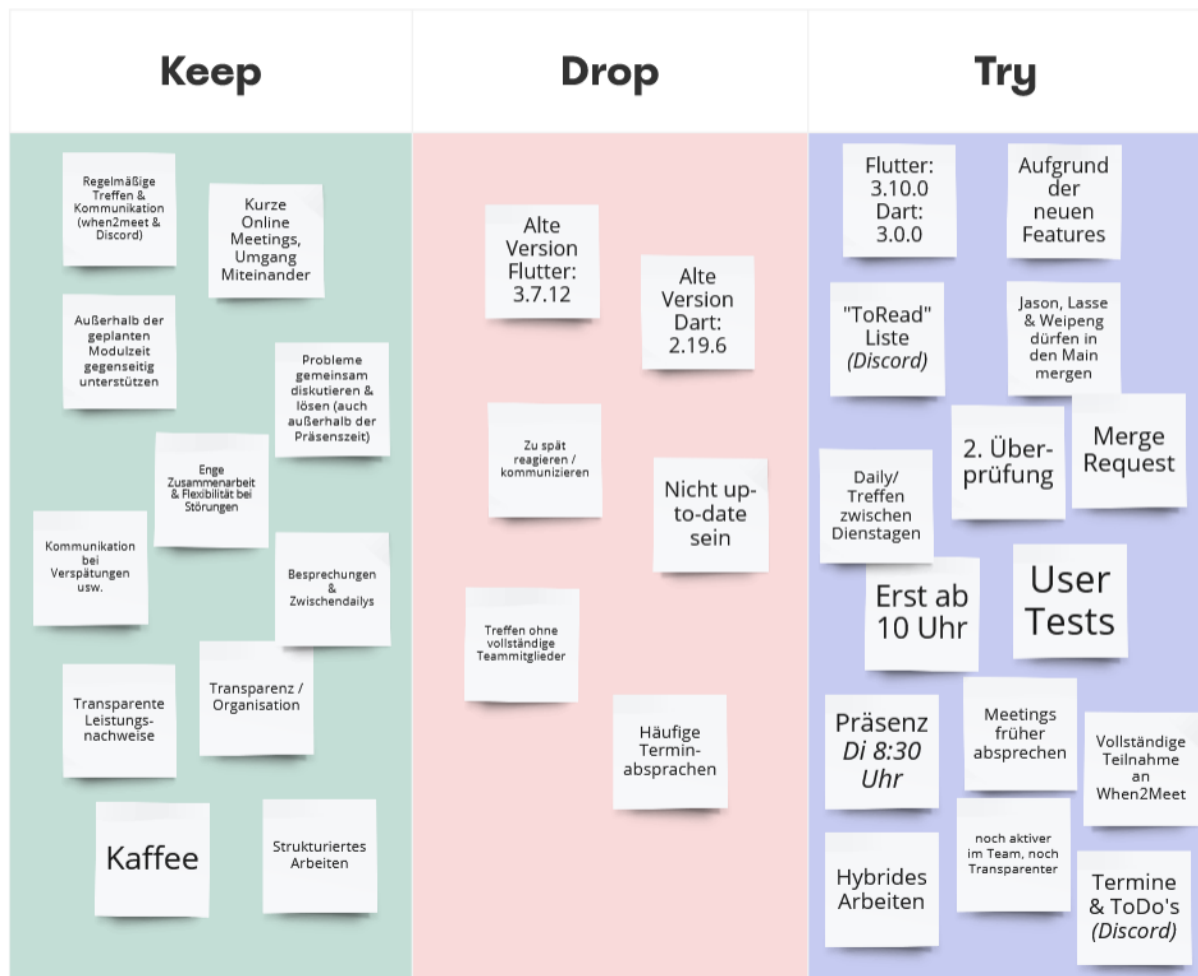 Keep
Drop
Try
Regelmäßige
Treffen &
Kommunikation
(when2meet &
Discord)
Kurze
Online
Meetings,
Umgang
Miteinander
Außerhalb der
geplanten
Modulzeit
gegenseitig
unterstützen
Probleme
gemeinsam
diskutieren &
lösen (auch
außerhalb der
Präsenszeit)
Enge
Zusammenarbeit
& Flexibilität bei
Störungen
Kommunikation
bei
Verspätungen
usw.
Besprechungen
&
Zwischendailys
Transparente
Leistungs-
nachweise
Transparenz /
Organisation
Kaffee
Strukturiertes
Arbeiten
Alte
Version
Flutter:
3.7.12
Alte
Version
Dart:
2.19.6
Zu spät
reagieren /
kommunizieren
Nicht up-
to-date
sein
Treffen ohne
vollständige
Teammitglieder
Häufige
Termin-
absprachen
Flutter:
3.10.0
Dart:
3.0.0
Aufgrund
der
neuen
Features
"ToRead"
Liste
(Discord)
Jason, Lasse
& Weipeng
dürfen in
den Main
mergen
2. Über-
prüfung
Merge
Request
Daily/
Treffen
zwischen
Dienstagen
Erst ab
10 Uhr
User
Tests
Präsenz
Di 8:30
Uhr
Meetings
früher
absprechen
Vollständige
Teilnahme
an
When2Meet
Hybrides
Arbeiten
noch aktiver
im Team, noch
Transparenter
Termine
& ToDo's
(Discord)